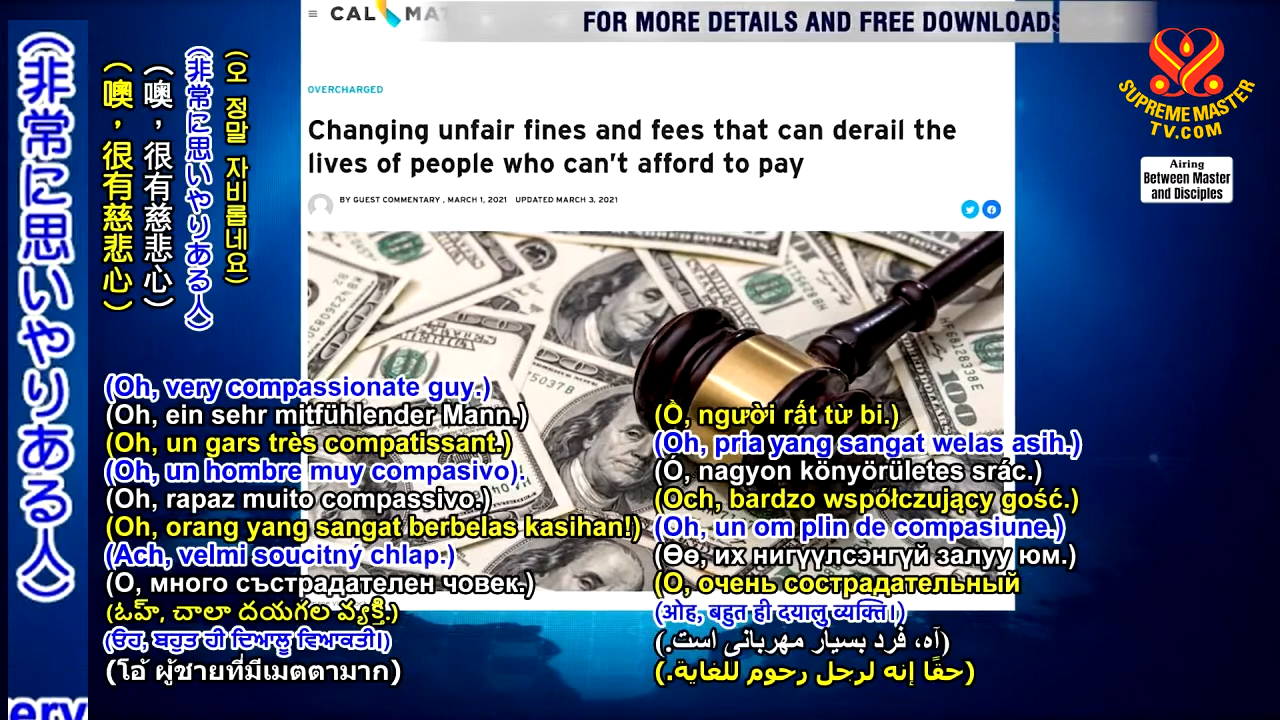 CAL MAT
FOR MORE DETAILS AND FREE DOWNLOADS
SUPREME MASTER
TV.COM
Airing
Between Master
and Disciples
OVERCHARGED
Changing unfair fines and fees that can derail the
lives of people who can't afford to pay
BY GUEST COMMENTARY , MARCH 1, 2021 UPDATED MARCH 3, 2021
(非常に思いやりある人)
(噢，很有慈悲心)
(噢，很有慈悲心)
(非常に思いやりある人)
(오 정말 자비롭네요)
(Oh, very compassionate guy.)
(Oh, ein sehr mitfühlender Mann.)
(Oh, un gars très compatissant.)
(Oh, un hombre muy compasivo).
(Oh, rapaz muito compassivo.)
(Oh, orang yang sangat berbelas kasihan!)
(Ach, velmi soucitný chlap.)
(О, много състрадателен човек.)
(ఓహ్, చాలా దయగల వ్యక్తి.)
(ਓਹ, ਬਹੁਤ ਹੀ ਦਿਆਲੂ ਵਿਆਕਤੀ।)
(โอ้ ผู้ชายที่มีเมตตามาก)
(Ồ, người rất từ bi.)
(Oh, pria yang sangat welas asih.)
(Ó, nagyon könyörületes srác.)
(Och, bardzo współczujący gość.)
(Oh, un om plin de compasiune.)
(Өө, их нигүүлсэнгүй залуу юм.)
(О, очень сострадательный
(ओह, बहुत ही दयालु व्यक्ति।)
(آه، فرد بسیار مهربانی است.)
(حقًا إنه لرجل رحوم للغاية.)
100